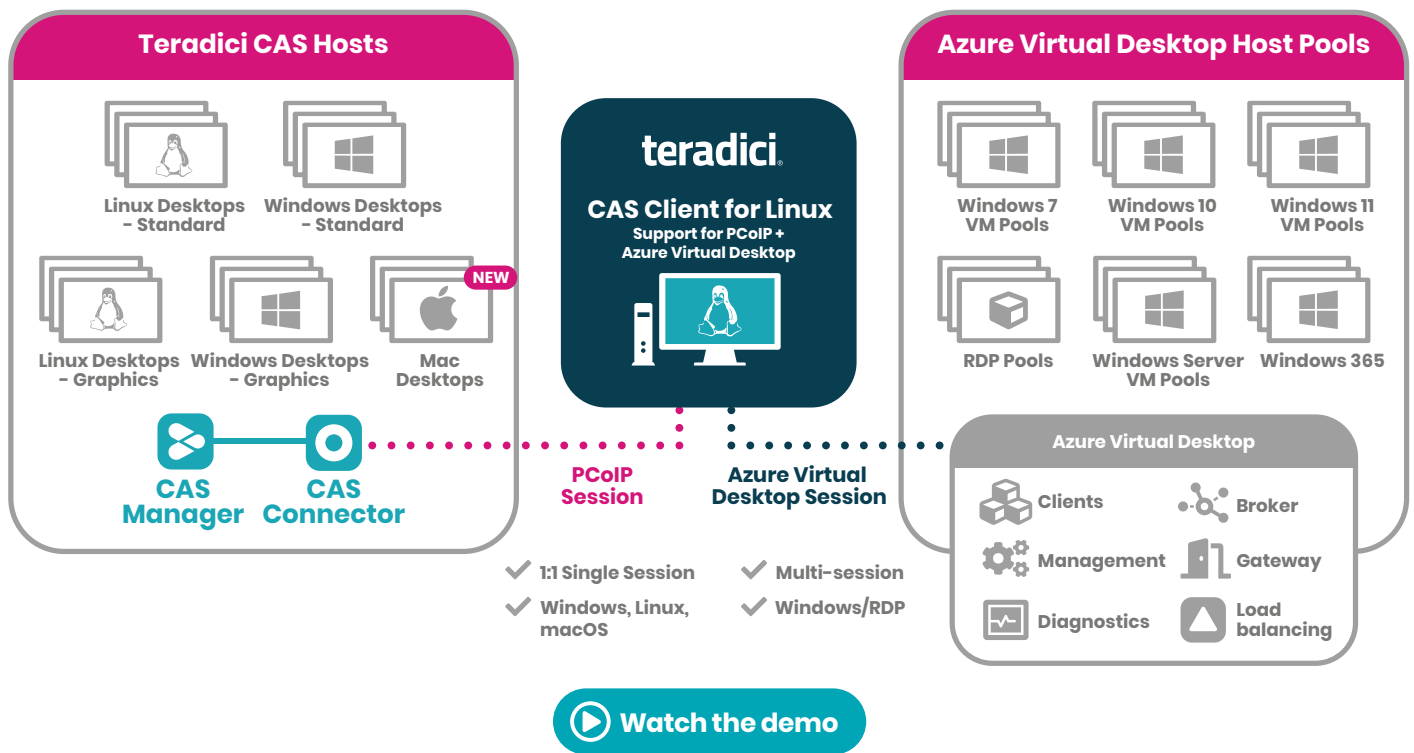 Teradici CAS Hosts
Linux Desktops
- Standard
Windows Desktops
- Standard
NEW
Linux Desktops
- Graphics
Windows Desktops
- Graphics
Mac
Desktops
CAS
Manager
CAS
Connector
teradici
CAS Client for Linux
Support for PCoIP +
Azure Virtual Desktop
PCoIP
Session
Azure Virtual
Desktop Session
1:1 Single Session
Windows, Linux,
macOS
Multi-session
Windows/RDP
Azure Virtual Desktop Host Pools
Windows 7
VM Pools
Windows 10
VM Pools
Windows 11
VM Pools
RDP Pools
Windows Server
VM Pools
Windows 365
Azure Virtual Desktop
Clients
Broker
Management
Gateway
Diagnostics
Load
balancing
Watch the demo